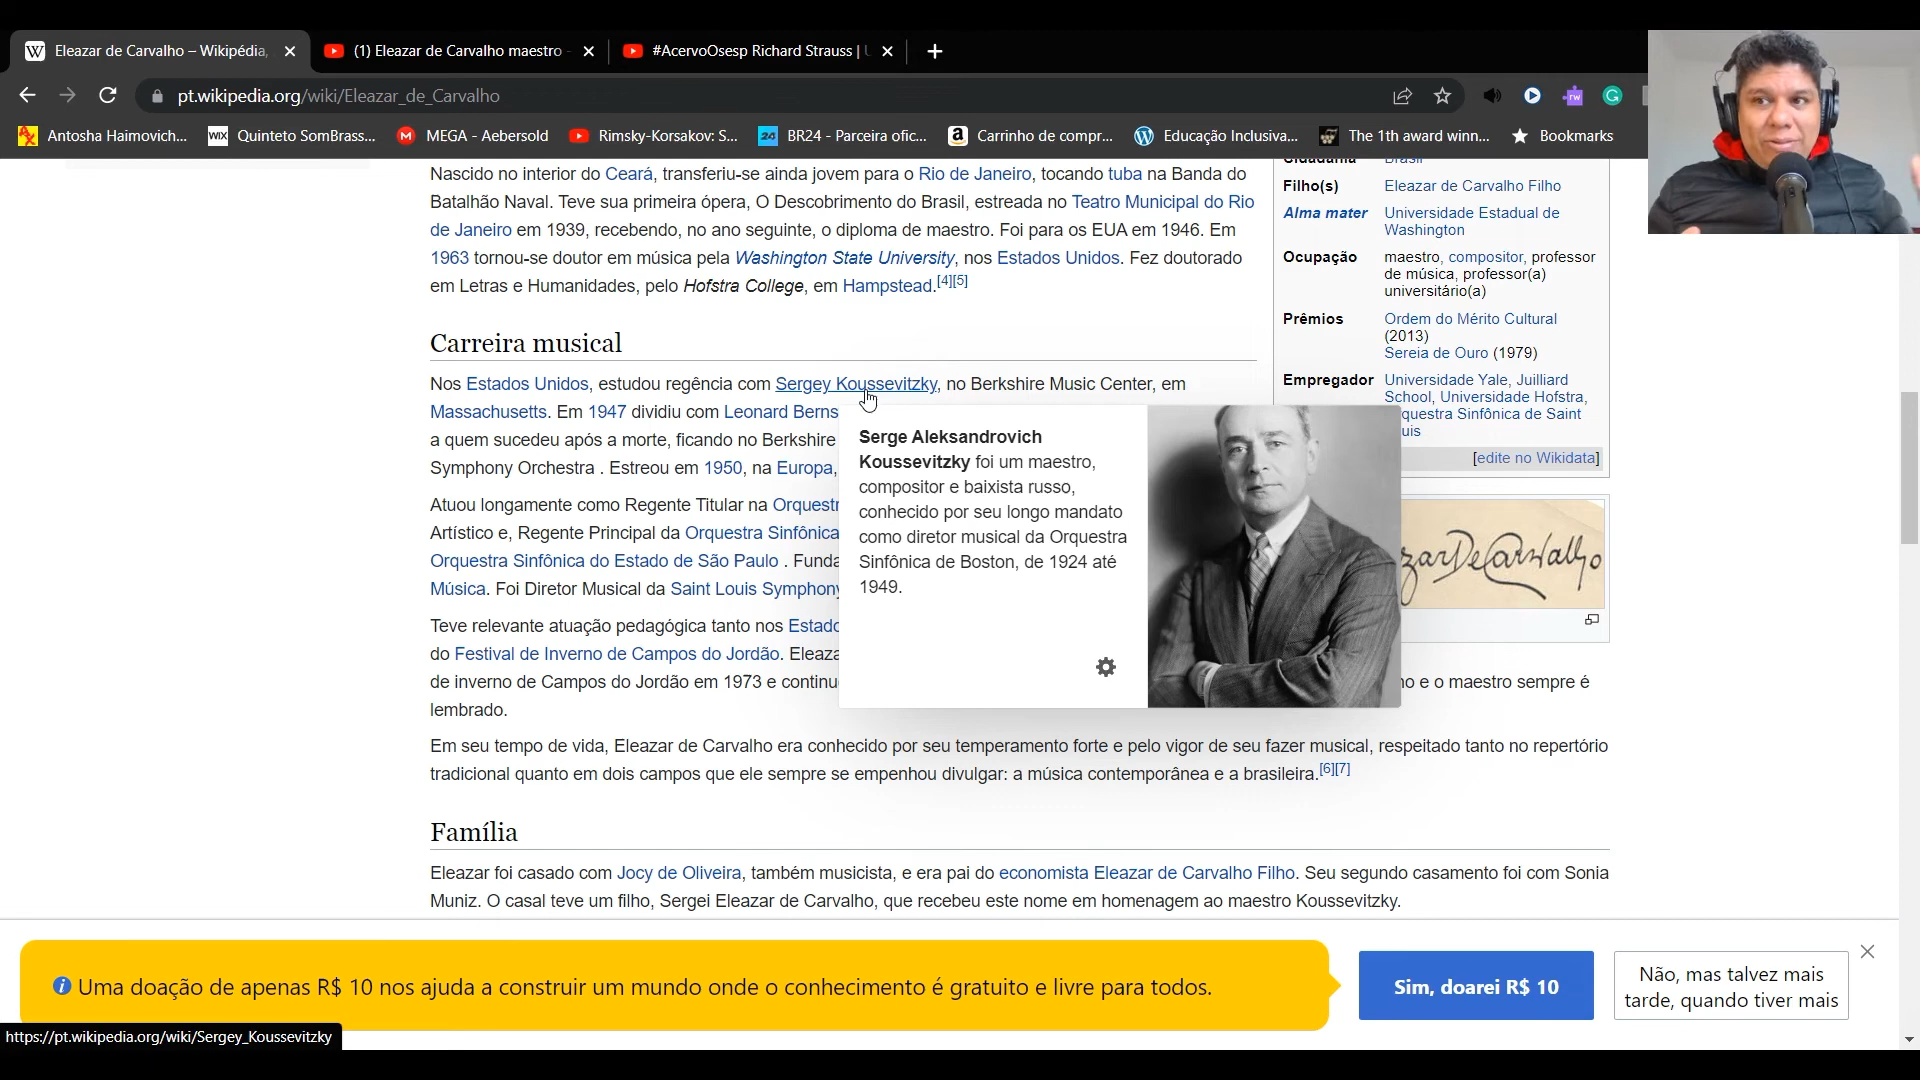 Eleazar de Carvalho – Wikipédia,
(1) Eleazar de Carvalho maestro -
#AcervoOsesp Richard Strauss |
pt.wikipedia.org/wiki/Eleazar_de_Carvalho
Antosha Haimovich...
WIX Quinteto SomBrass...
MEGA - Aebersold
Rimsky-Korsakov: S...
24 BR24 - Parceira ofic...
Carrinho de compr...
Educação Inclusiva...
The 1th award winn...
Bookmarks
Nascido no interior do Ceará, transferiu-se ainda jovem para o Rio de Janeiro, tocando tuba na Banda do
Batalhão Naval. Teve sua primeira ópera, O Descobrimento do Brasil, estreada no Teatro Municipal do Rio
de Janeiro em 1939, recebendo, no ano seguinte, o diploma de maestro. Foi para os EUA em 1946. Em
1963 tornou-se doutor em música pela Washington State University, nos Estados Unidos. Fez doutorado
em Letras e Humanidades, pelo Hofstra College, em Hampstead.[4][5]
Cidadania Brasil
Filho(s) Eleazar de Carvalho Filho
Alma mater Universidade Estadual de
Washington
Ocupação maestro, compositor, professor
de música, professor(a)
universitário(a)
Prêmios Ordem do Mérito Cultural
(2013)
Sereia de Ouro (1979)
Empregador Universidade Yale, Juilliard
School, Universidade Hofstra,
rquestra Sinfônica de Saint
uis
[edite no Wikidata]
Carreira musical
Nos Estados Unidos, estudou regência com Sergey Koussevitzky, no Berkshire Music Center, em
Massachusetts. Em 1947 dividiu com Leonard Berns
a quem sucedeu após a morte, ficando no Berkshire
Symphony Orchestra . Estreou em 1950, na Europa,
Atuou longamente como Regente Titular na Orquestr
Artístico e, Regente Principal da Orquestra Sinfônica
Orquestra Sinfônica do Estado de São Paulo . Funda
Música. Foi Diretor Musical da Saint Louis Symphony
Teve relevante atuação pedagógica tanto nos Estado
do Festival de Inverno de Campos do Jordão. Eleaza
de inverno de Campos do Jordão em 1973 e continu
ho e o maestro sempre é
lembrado.
Serge Aleksandrovich
Koussevitzky foi um maestro,
compositor e baixista russo,
conhecido por seu longo mandato
como diretor musical da Orquestra
Sinfônica de Boston, de 1924 até
1949.
zar De Carvalho
Em seu tempo de vida, Eleazar de Carvalho era conhecido por seu temperamento forte e pelo vigor de seu fazer musical, respeitado tanto no repertório
tradicional quanto em dois campos que ele sempre se empenhou divulgar: a música contemporânea e a brasileira.[6][7]
Família
Eleazar foi casado com Jocy de Oliveira, também musicista, e era pai do economista Eleazar de Carvalho Filho. Seu segundo casamento foi com Sonia
Muniz. O casal teve um filho, Sergei Eleazar de Carvalho, que recebeu este nome em homenagem ao maestro Koussevitzky.
Uma doação de apenas R$ 10 nos ajuda a construir um mundo onde o conhecimento é gratuito e livre para todos.
Sim, doarei R$ 10
Não, mas talvez mais
tarde, quando tiver mais
https://pt.wikipedia.org/wiki/Sergey_Koussevitzky